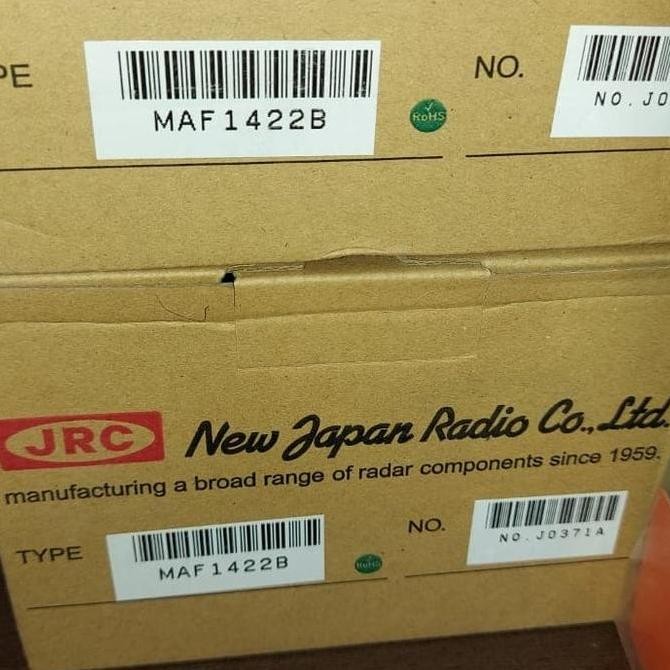 PE
MAF1422B
RoHS
NO.
NO.J0
JRC New Japan Radio Co.,Ltd.
manufacturing a broad range of radar components since 1959.
TYPE
MAF1422B
RoHS
NO.
NO.J0371A